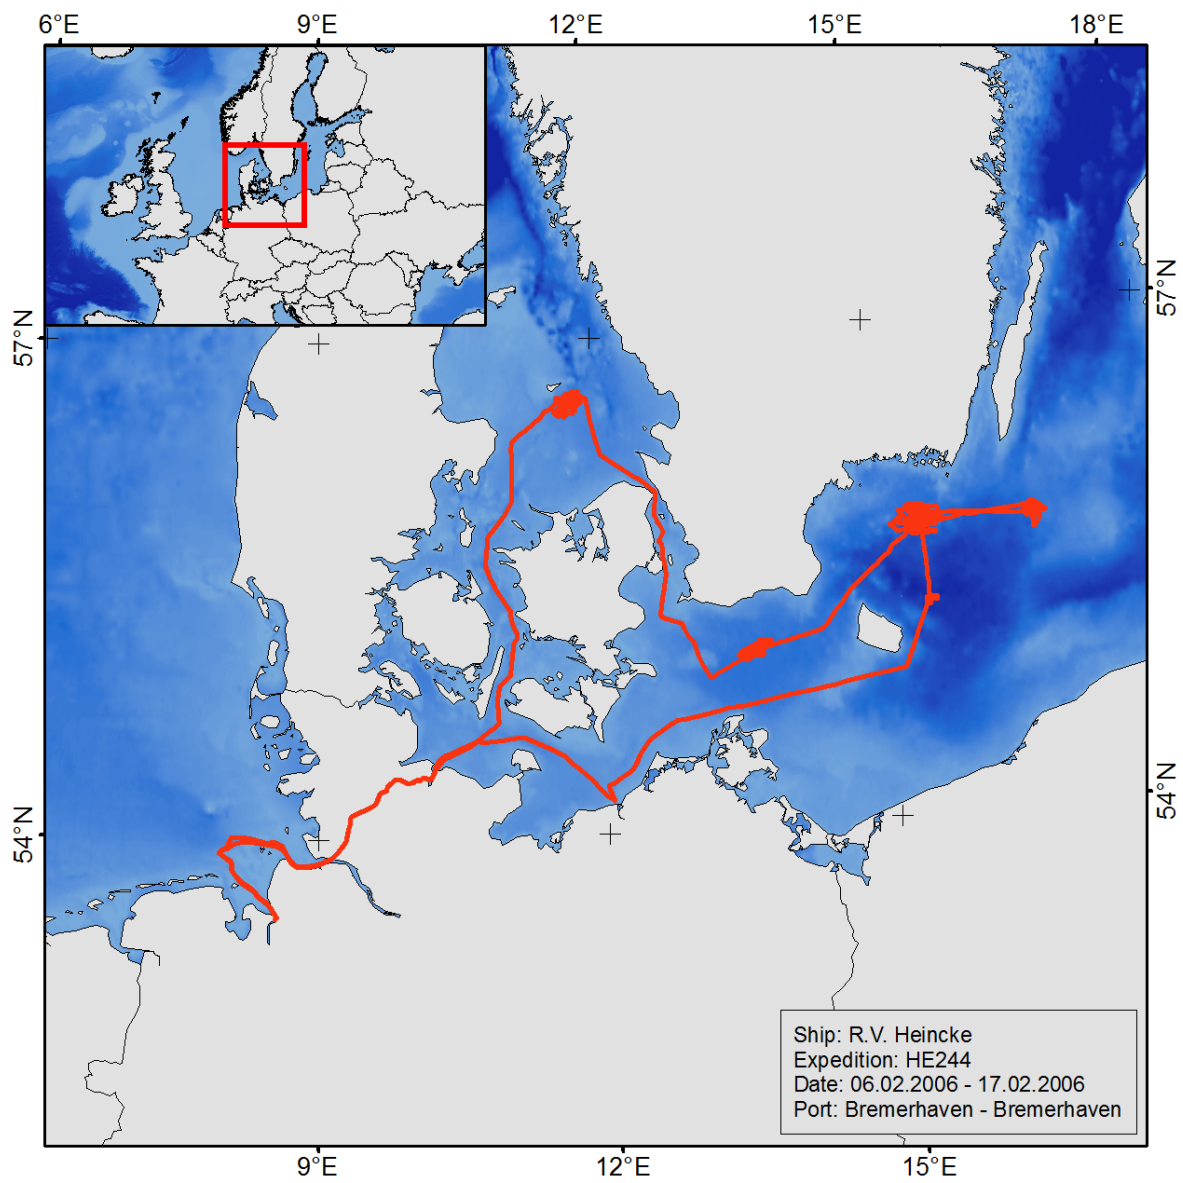 6°E 9°E 12°E 15°E 18°E
57°N
57°N
54°N
54°N
Ship: R.V. Heincke
Expedition: HE244
Date: 06.02.2006 - 17.02.2006
Port: Bremerhaven - Bremerhaven
9°E 12°E 15°E